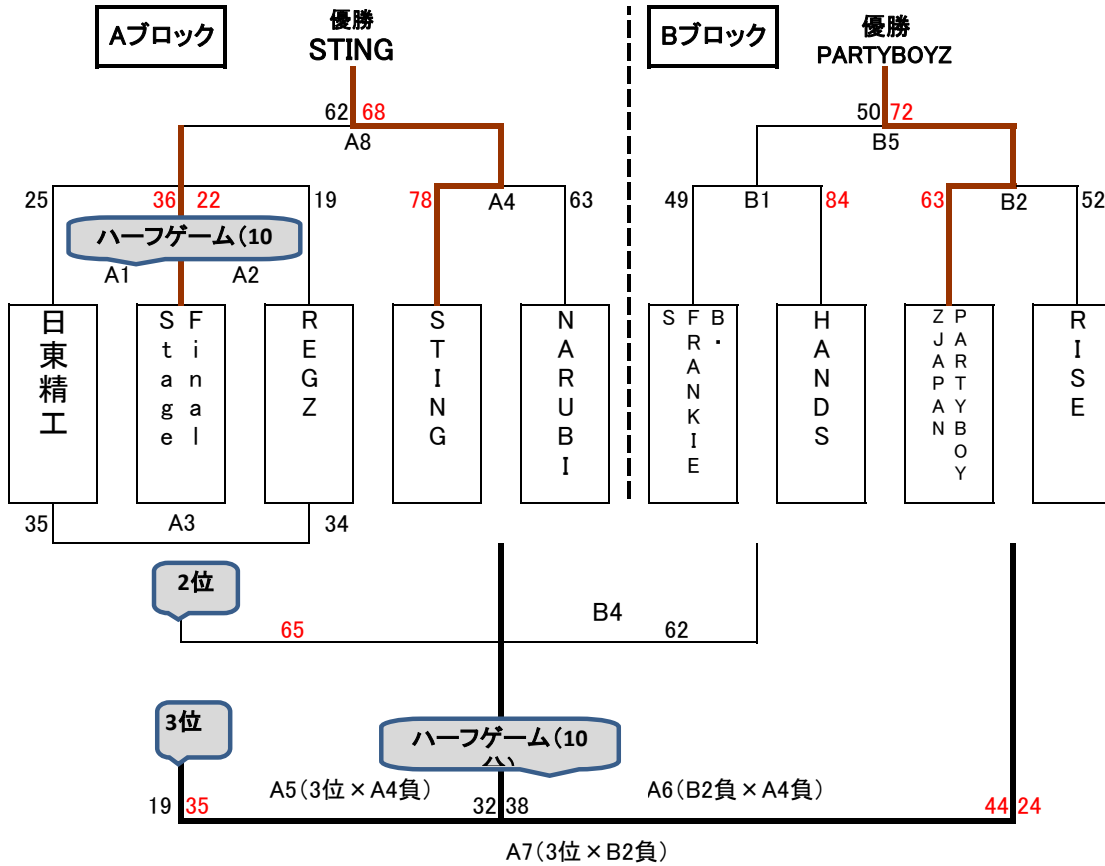 Aブロック
優勝
STING
Bブロック
優勝
PARTYBOYZ
62 68
A8
50 72
B5
25
36 22
19
78
A4
63
49
B1
84
63
B2
52
ハーフゲーム(10
A1
A2
日東精工
Final
Stage
REGZ
STING
NARUBI
B・
FRANKIE
S
HANDS
PARTYBOY
ZJAPAN
RISE
35
A3
34
2位
65
B4
62
3位
ハーフゲーム(10
A5(3位×A4負)
A6(B2負×A4負)
19 35
32 38
44 24
A7(3位×B2負)